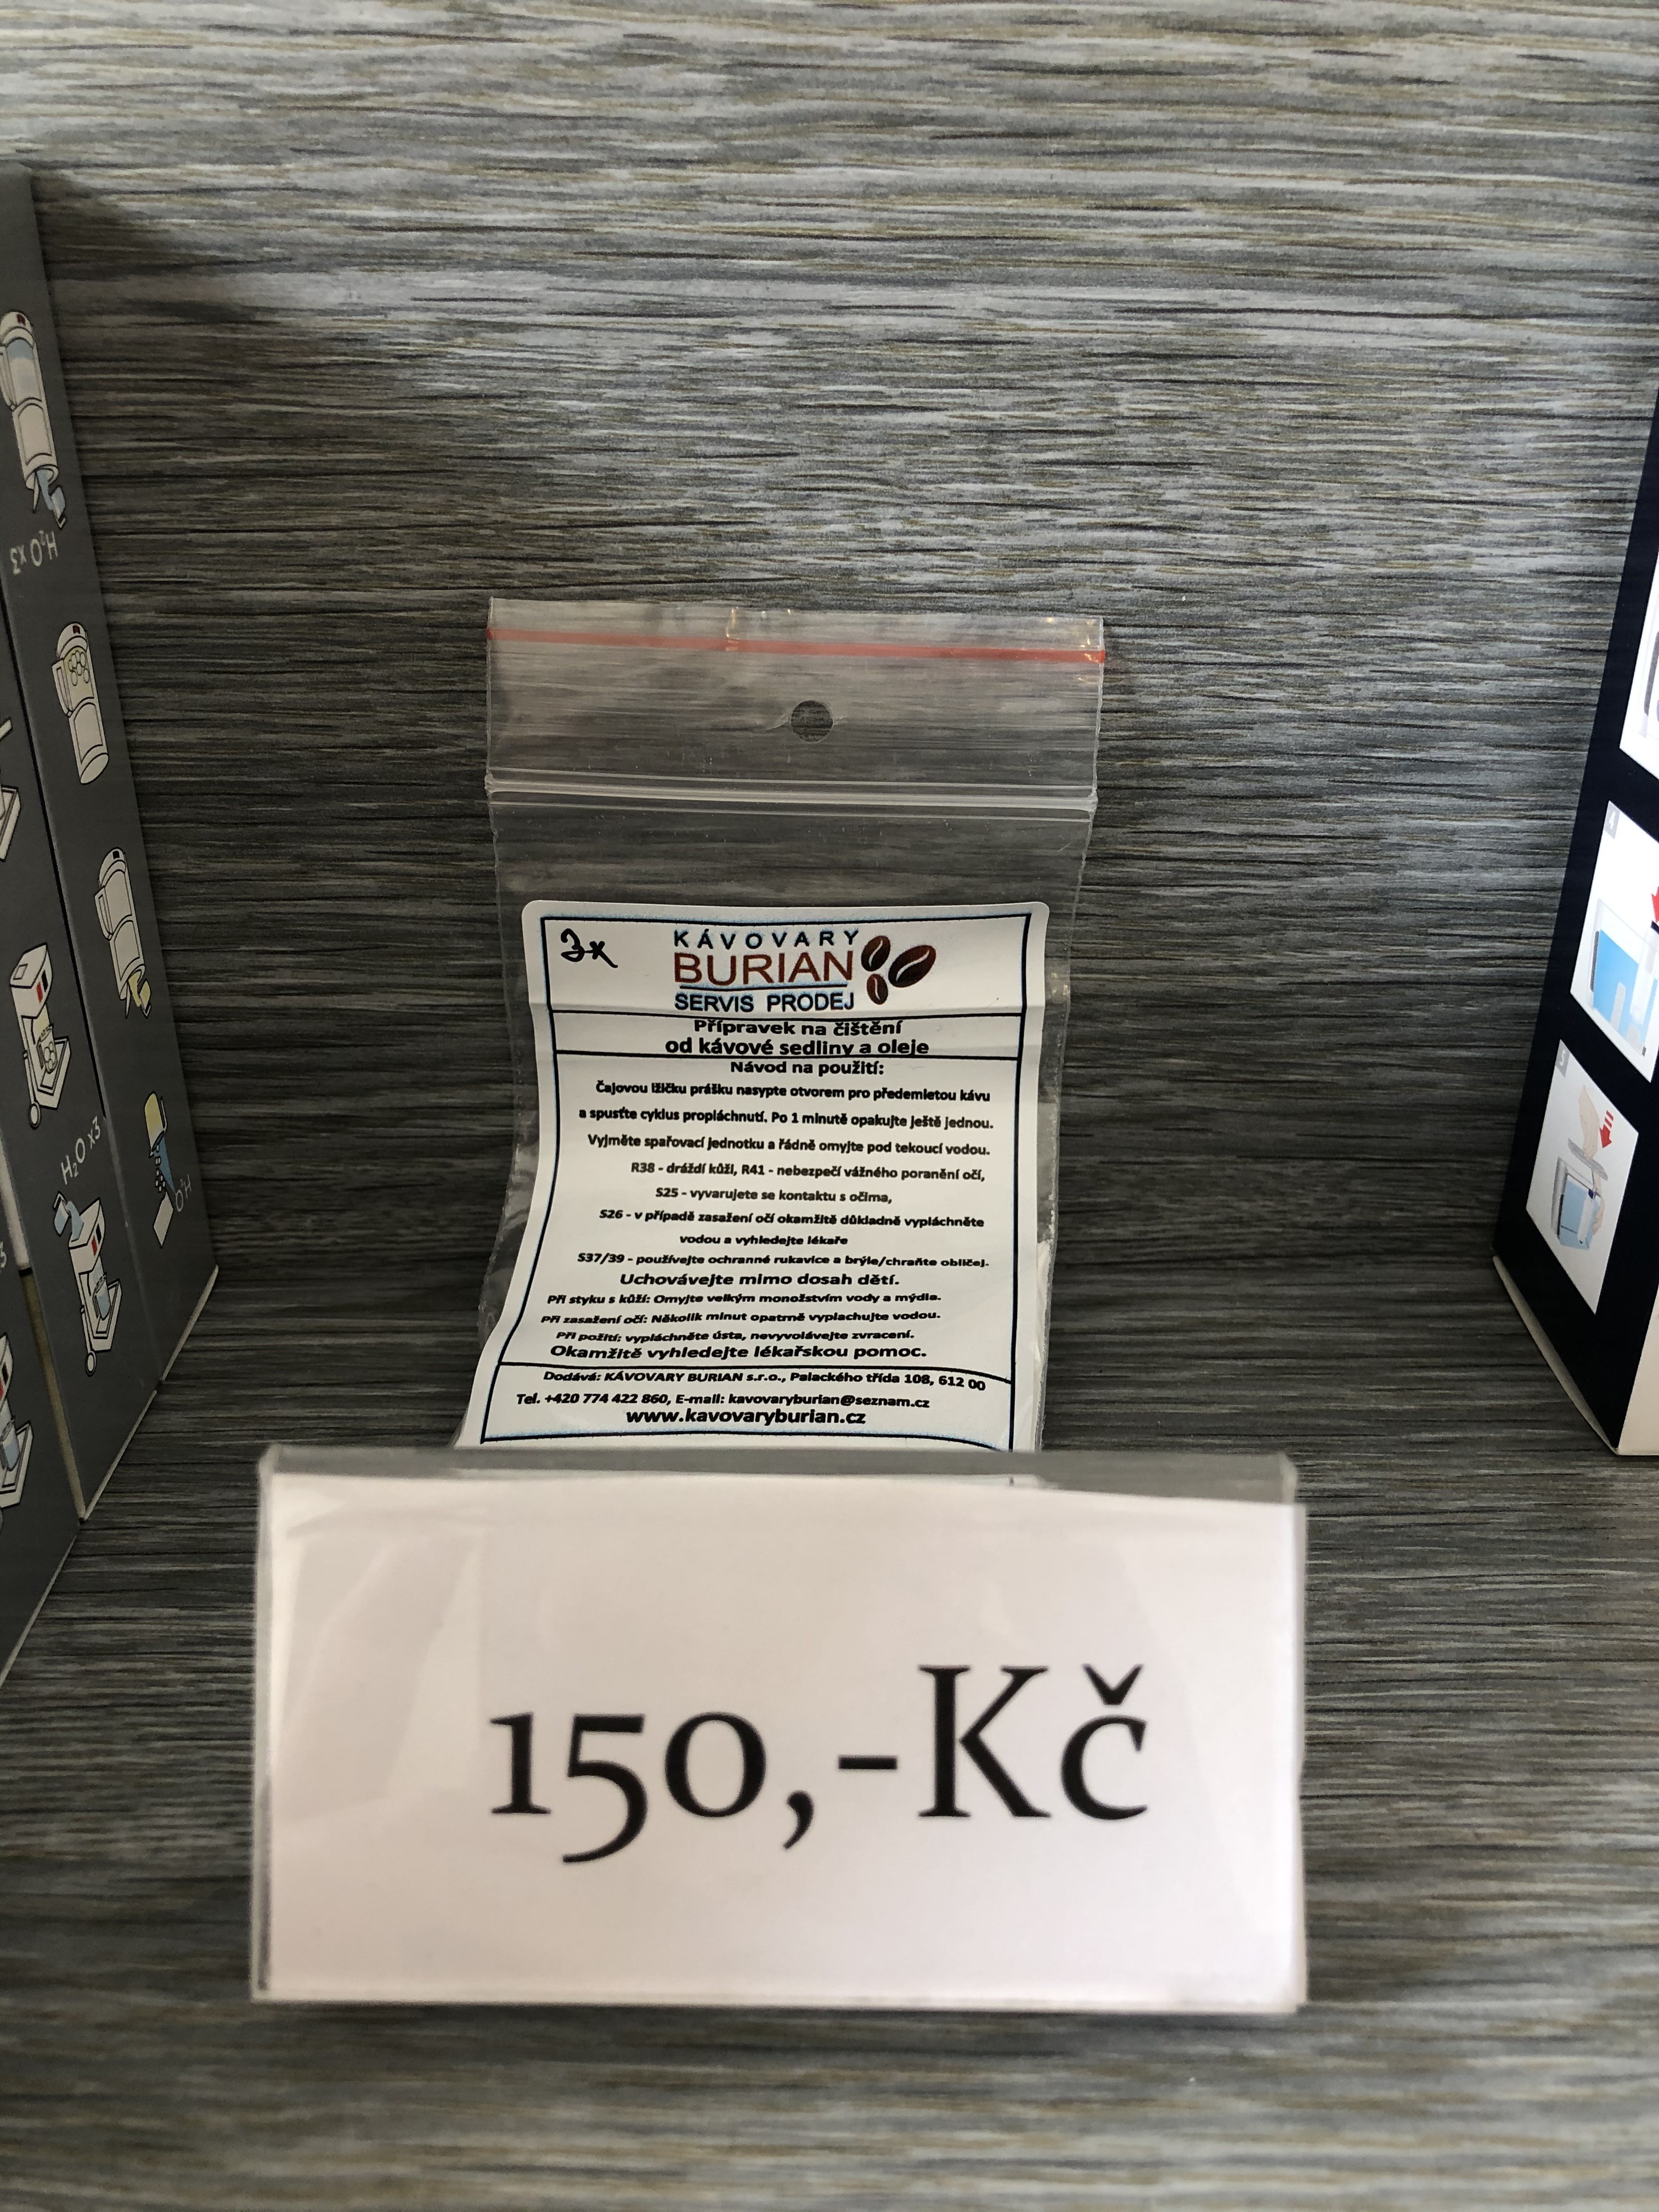 H₂O x3
3x
KÁVOVARY
BURIAN
SERVIS PRODEJ
Přípravek na čištění
od kávové sedliny a oleje
Návod na použití:
Čajovou lžičku prášku nasypte otvorem pro předemletou kávu
a spusťte cyklus propláchnutí. Po 1 minutě opakujte ještě jednou.
Vyjměte spařovací jednotku a řádně omyjte pod tekoucí vodou.
R38 - dráždí kůži, R41 - nebezpečí vážného poranění očí,
S25 - vyvarujete se kontaktu s očima,
S26 - v případě zasažení očí okamžitě důkladně vypláchněte
vodou a vyhledejte lékaře
S37/39 - používejte ochranné rukavice a brýle/chraňte obličej.
Uchovávejte mimo dosah dětí.
Při styku s kůží: Omyjte velkým monožstvím vody a mýdla.
Při zasažení očí: Několik minut opatrně vyplachujte vodou.
Při požití: vypláchněte ústa, nevyvolávejte zvracení.
Okamžitě vyhledejte lékařskou pomoc.
Dodává: KÁVOVARY BURIAN s.r.o., Palackého třída 108, 612 00
Tel. +420 774 422 860, E-mail: kavovaryburian@seznam.cz
www.kavovaryburian.cz
H₂O x3
H₂O
150,-Kč